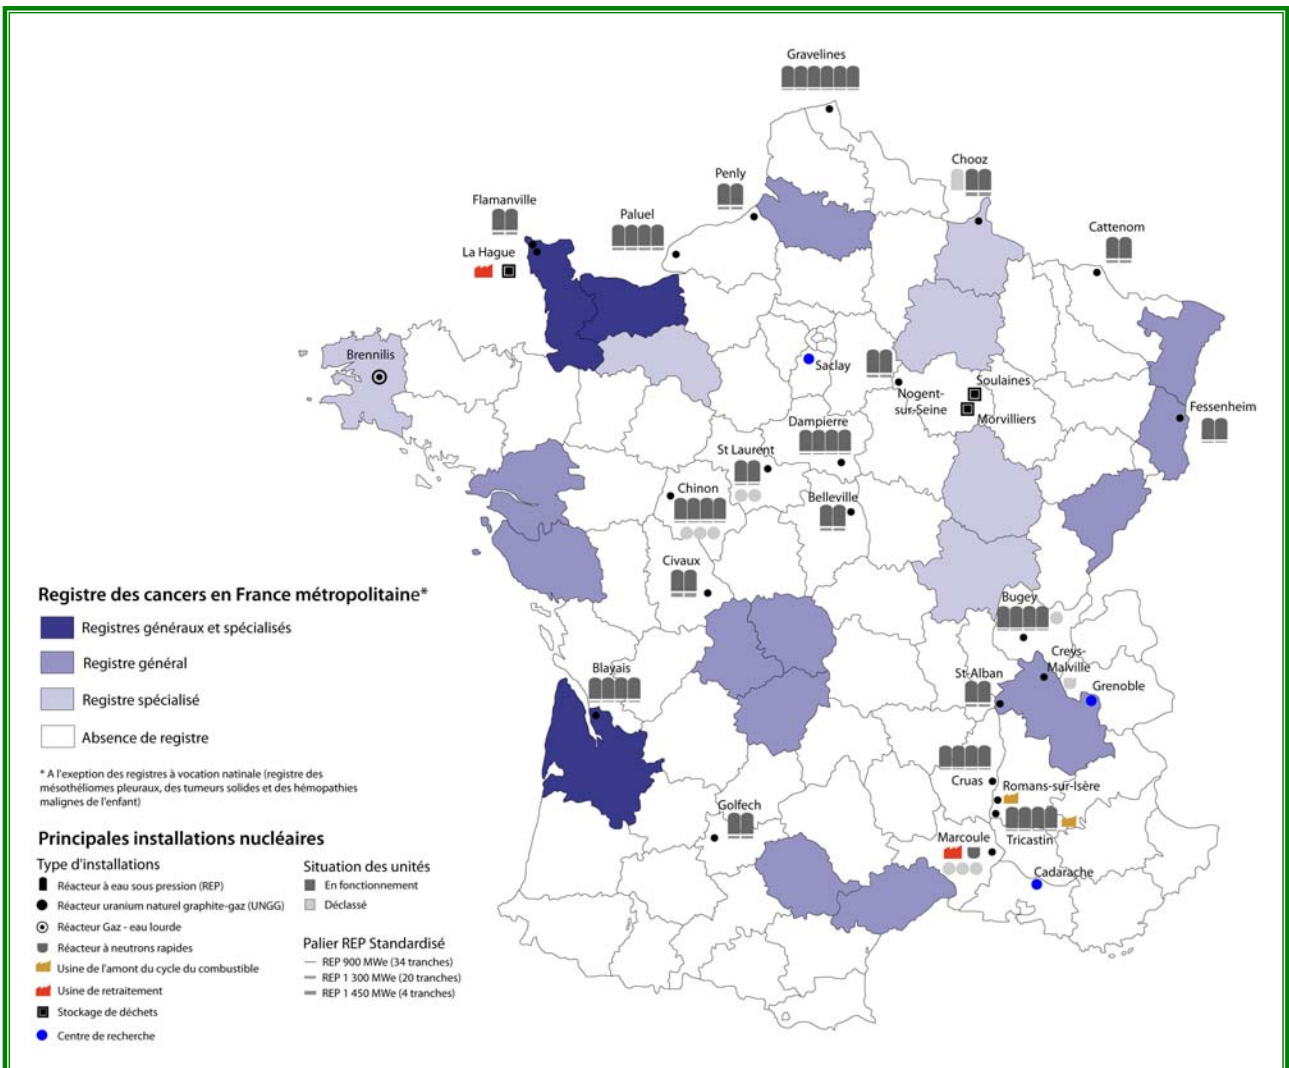 Gravelines
Chooz
Penly
Flamanville
Paluel
Cattenom
La Hague
Brennilis
Saclay
Soulaines
Nogent-
sur-Seine
Morvilliers
Fessenheim
Dampierre
St Laurent
Chinon
Belleville
Civaux
Registre des cancers en France métropolitaine*
Registres généraux et spécialisés
Registre général
Registre spécialisé
Absence de registre
* A l'exeption des registres à vocation natinale (registre des
mésothéliomes pleuraux, des tumeurs solides et des hémopathies
malignes de l'enfant)
Bugey
Creys-
Malville
Blayais
St-Alban
Grenoble
Cruas
Romans-sur-Isère
Golfech
Tricastin
Marcoule
Cadarache
Principales installations nucléaires
Type d'installations
Réacteur à eau sous pression (REP)
Réacteur uranium naturel graphite-gaz (UNGG)
Réacteur Gaz - eau lourde
Réacteur à neutrons rapides
Usine de l'amont du cycle du combustible
Usine de retraitement
Stockage de déchets
Centre de recherche
Situation des unités
En fonctionnement
Déclassé
Palier REP Standardisé
REP 900 MWe (34 tranches)
REP 1 300 MWe (20 tranches)
REP 1 450 MWe (4 tranches)